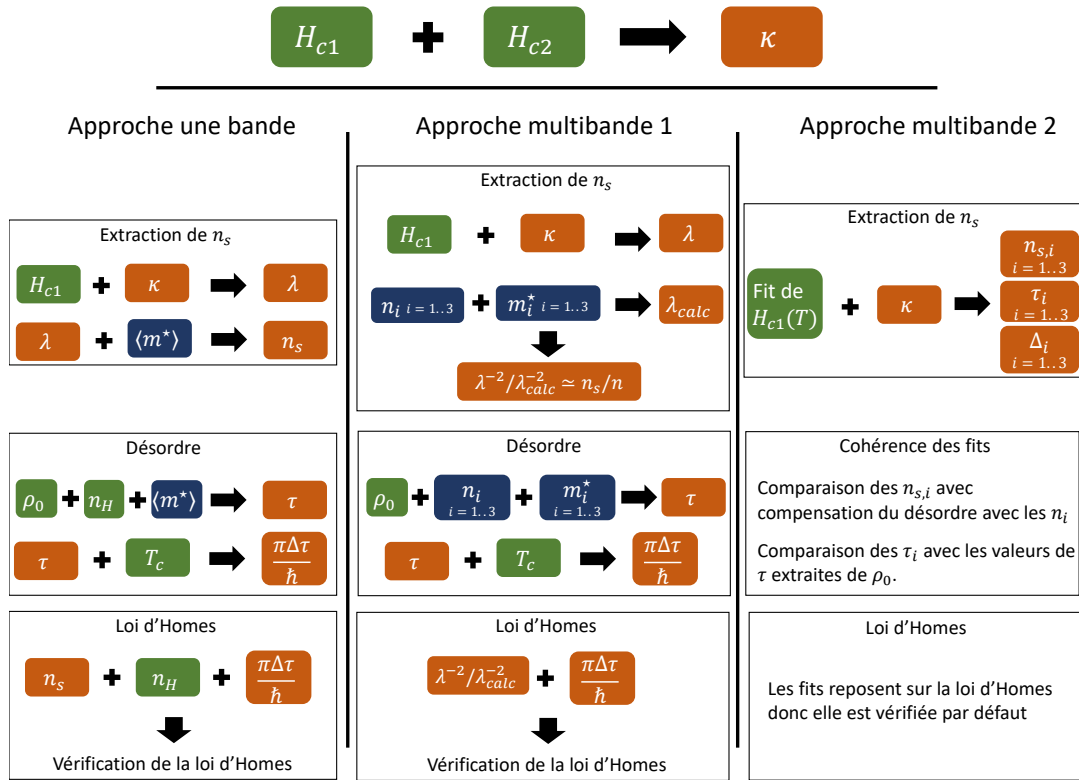 H_{c1} + H_{c2} → κ
Approche une bande
Extraction de n_s
H_{c1} + κ → λ
λ + ⟨m*⟩ → n_s
Désordre
ρ_0 + n_H + ⟨m*⟩ → τ
τ + T_c → πΔτ/ħ
Loi d’Homes
n_s + n_H + πΔτ/ħ
Vérification de la loi d’Homes
Approche multibande 1
Extraction de n_s
H_{c1} + κ → λ
n_i i = 1..3 + m_i^⋆ i = 1..3 → λ_{calc}
λ^{-2}/λ_{calc}^{-2} ≃ n_s/n
Désordre
ρ_0 + n_i i = 1..3 + m_i^⋆ i = 1..3 → τ
τ + T_c → πΔτ/ħ
Loi d’Homes
λ^{-2}/λ_{calc}^{-2} + πΔτ/ħ
Vérification de la loi d’Homes
Approche multibande 2
Extraction de n_s
Fit de
H_{c1}(T) + κ →
n_{s,i}
i = 1..3
τ_i
i = 1..3
Δ_i
i = 1..3
Cohérence des fits
Comparaison des n_{s,i} avec
compensation du désordre avec les n_i
Comparaison des τ_i avec les valeurs de
τ extraites de ρ_0.
Loi d’Homes
Les fits reposent sur la loi d’Homes
donc elle est vérifiée par défaut